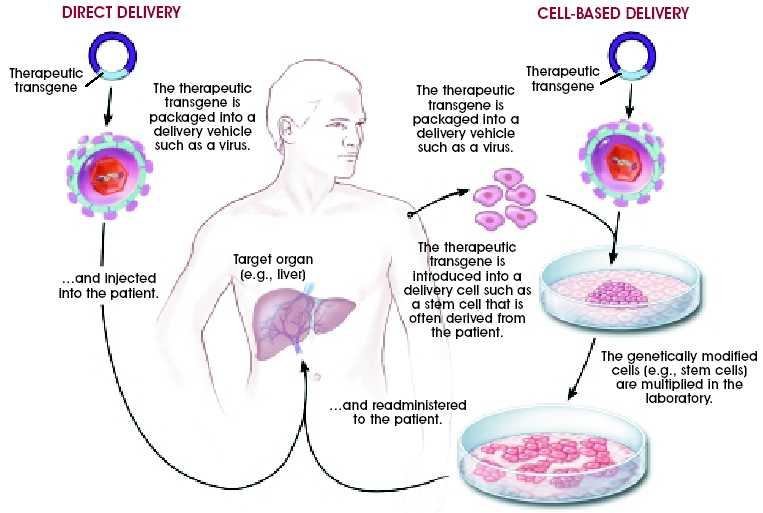 DIRECT DELIVERY
Therapeutic
transgene
The therapeutic
transgene is
packaged into a
delivery vehicle
such as a virus.
...and injected
into the patient.
Target organ
(e.g., liver)
CELL-BASED DELIVERY
Therapeutic
transgene
The therapeutic
transgene is
packaged into a
delivery vehicle
such as a virus.
The therapeutic
transgene is
introduced into a
delivery cell such as
a stem cell that is
often derived from
the patient.
The genetically modified
cells (e.g., stem cells)
are multiplied in the
laboratory.
...and readministered
to the patient.